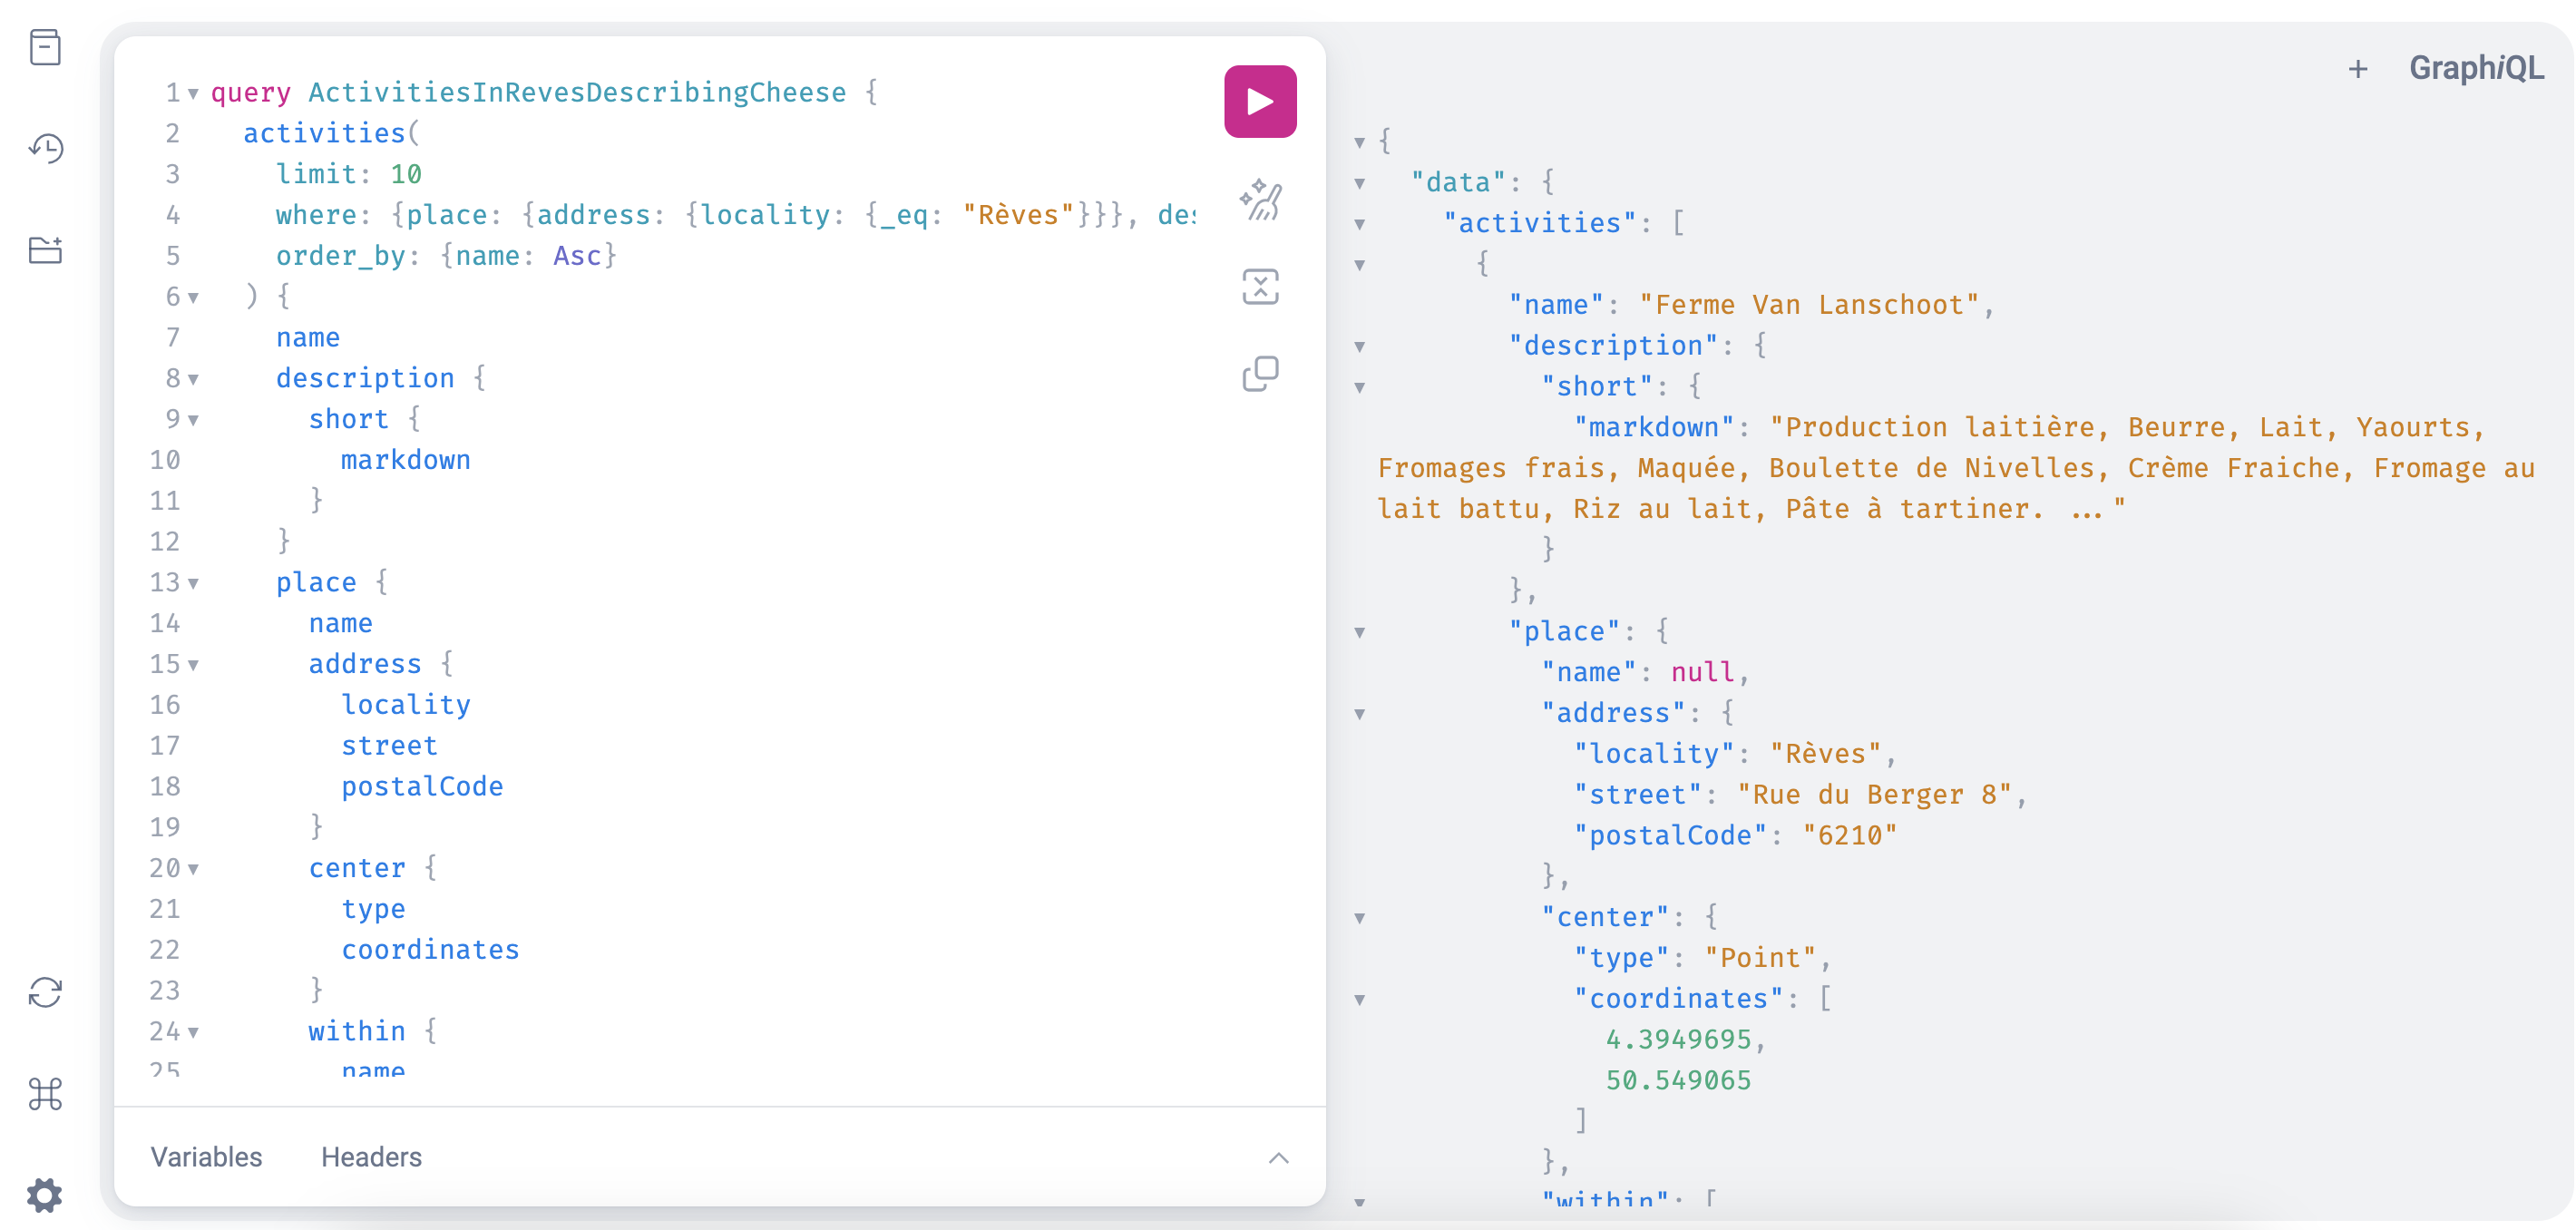 1 query ActivitiesInRevesDescribingCheese {
2 activities(
3 limit: 10
4 where: {place: {address: {locality: {_eq: "Rèves"}}},
5 order_by: {name: Asc}
6 ) {
7 name
8 description {
9 short {
10 markdown
11 }
12 }
13 place {
14 name
15 address {
16 locality
17 street
18 postalCode
19 }
20 center {
21 type
22 coordinates
23 }
24 within {
25 name
Variables Headers
+ GraphiQL
{
"data": {
"activities": [
{
"name": "Ferme Van Lanschoot",
"description": {
"short": {
"markdown": "Production laitière, Beurre, Lait, Yaourts,
Fromages frais, Maquée, Boulette de Nivelles, Crème Fraiche, Fromage au
lait battu, Riz au lait, Pâte à tartiner. ..."
}
},
"place": {
"name": null,
"address": {
"locality": "Rèves",
"street": "Rue du Berger 8",
"postalCode": "6210"
},
"center": {
"type": "Point",
"coordinates": [
4.3949695,
50.549065
]
},
"within": [